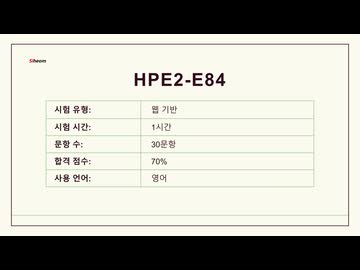 Siheom
HPE2-E84
시험 유형: 웹 기반
시험 시간: 1시간
문항 수: 30문항
합격 점수: 70%
사용 언어: 영어